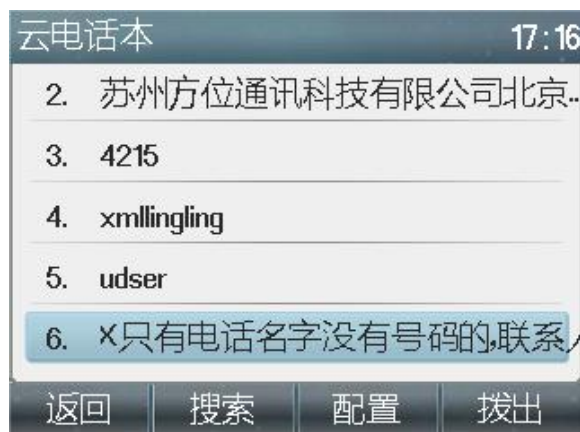 云电话本 17:16
2. 苏州方位通讯科技有限公司北京..
3. 4215
4. xmllingling
5. udser
6. X只有电话名字没有号码的,联系人
返回 搜索 配置 拨出